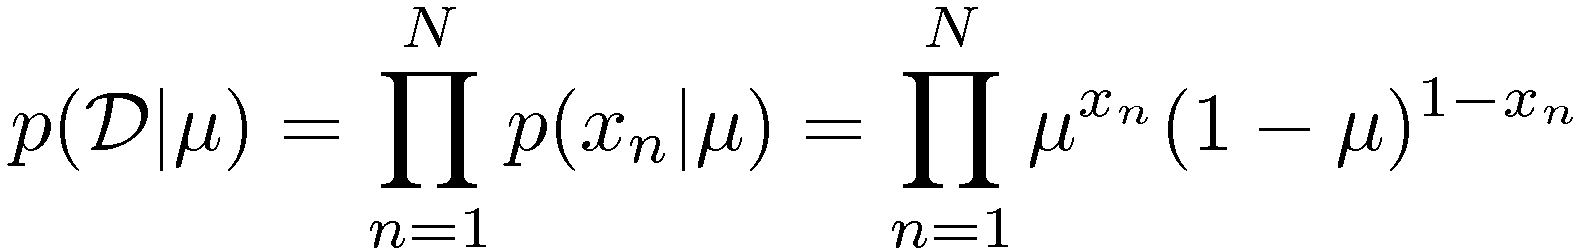 p(𝒟|μ) = ∏_{n=1}^{N} p(x_n|μ) = ∏_{n=1}^{N} μ^{x_n}(1 − μ)^{1−x_n}